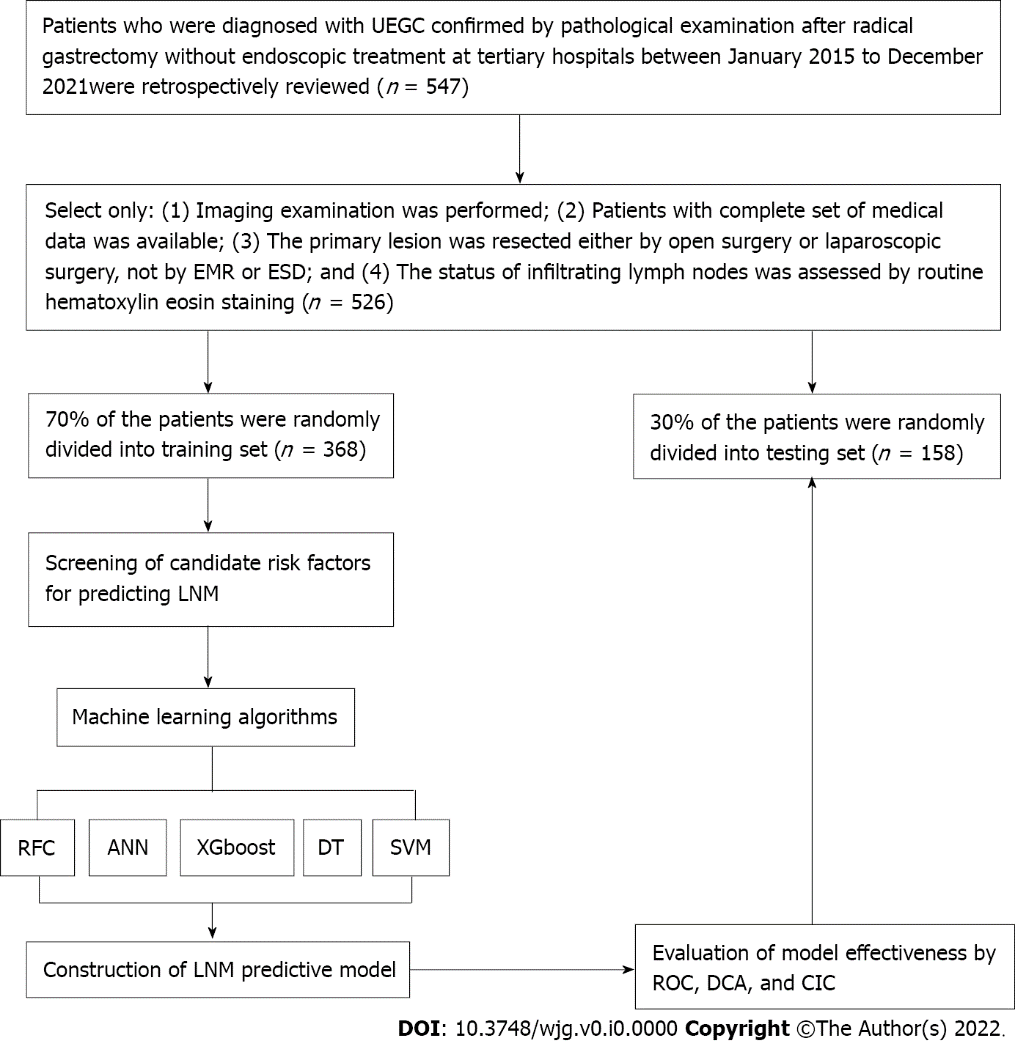 Patients who were diagnosed with UEGC confirmed by pathological examination after radical
gastrectomy without endoscopic treatment at tertiary hospitals between January 2015 to December
2021were retrospectively reviewed (n = 547)
Select only: (1) Imaging examination was performed; (2) Patients with complete set of medical
data was available; (3) The primary lesion was resected either by open surgery or laparoscopic
surgery, not by EMR or ESD; and (4) The status of infiltrating lymph nodes was assessed by routine
hematoxylin eosin staining (n = 526)
70% of the patients were randomly
divided into training set (n = 368)
30% of the patients were randomly
divided into testing set (n = 158)
Screening of candidate risk factors
for predicting LNM
Machine learning algorithms
RFC
ANN
XGboost
DT
SVM
Construction of LNM predictive model
Evaluation of model effectiveness by
ROC, DCA, and CIC
DOI: 10.3748/wjg.v0.i0.0000 Copyright ©The Author(s) 2022.